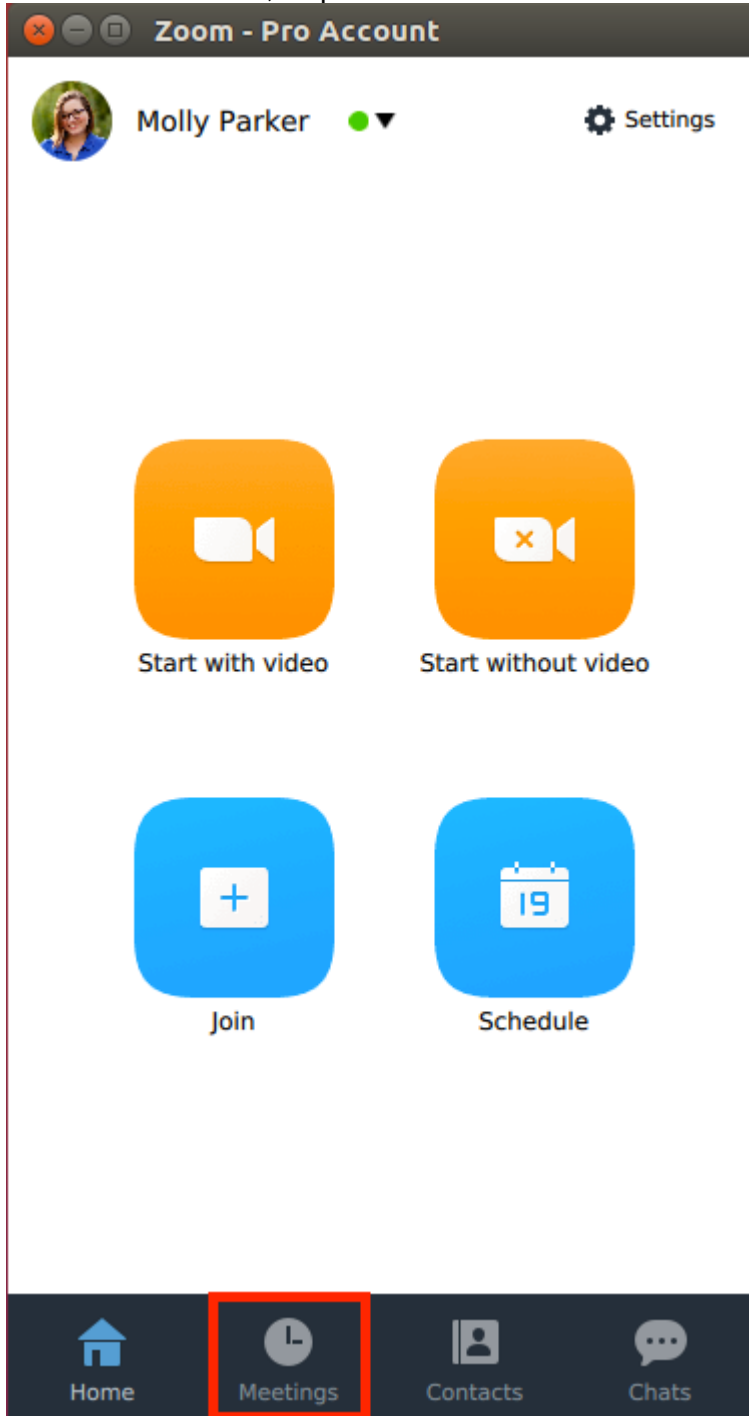 Zoom - Pro Account
Molly Parker
Settings
Start with video
Start without video
19
Join
Schedule
Home
Meetings
Contacts
Chats